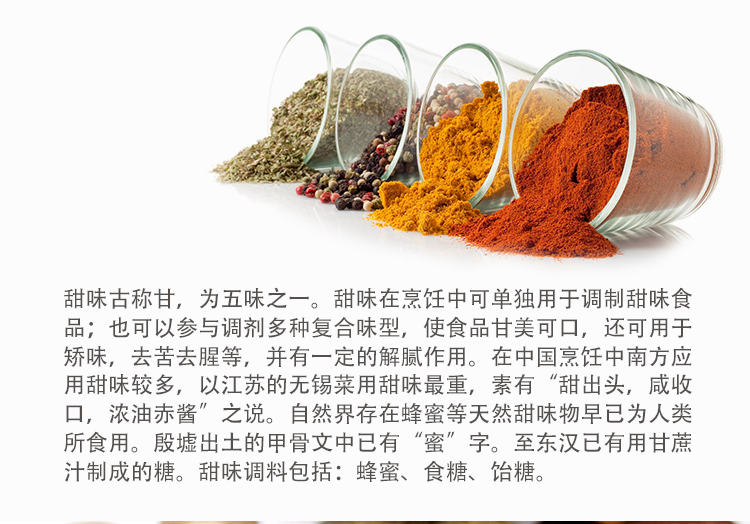 甜味古称甘，为五味之一。甜味在烹饪中可单独用于调制甜味食
品；也可以参与调剂多种复合味型，使食品甘美可口，还可用于
矫味，去苦去腥等，并有一定的解腻作用。在中国烹饪中南方应
用甜味较多，以江苏的无锡菜用甜味最重，素有“甜出头，咸收
口，浓油赤酱”之说。自然界存在蜂蜜等天然甜味物早已为人类
所食用。殷墟出土的甲骨文中已有“蜜”字。至东汉已有用甘蔗
汁制成的糖。甜味调料包括：蜂蜜、食糖、饴糖。